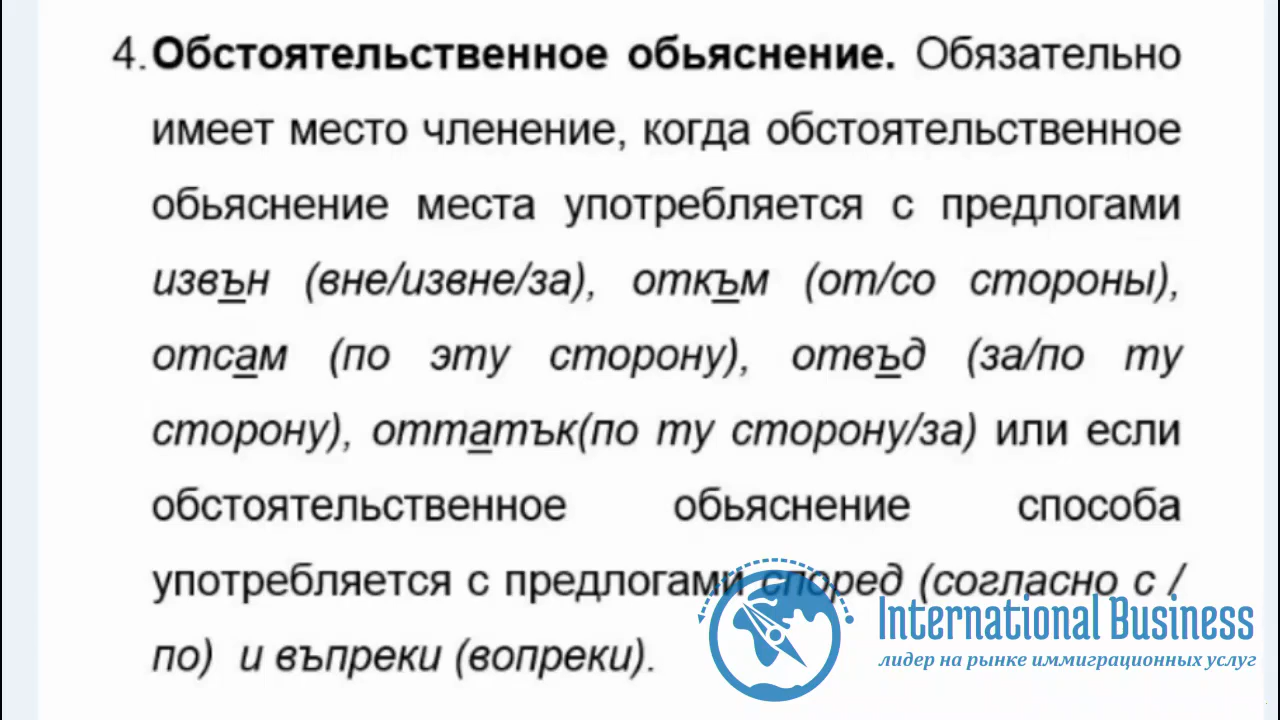 4. Обстоятельственное обьяснение. Обязательно
имеет место членение, когда обстоятельственное
обьяснение места употребляется с предлогами
извън (вне/извне/за), откъм (от/со стороны),
отсам (по эту сторону), отвъд (за/по ту
сторону), оттатък(по ту сторону/за) или если
обстоятельственное обьяснение способа
употребляется с предлогами според (согласно с /
по) и въпреки (вопреки).
International Business
лидер на рынке иммиграционных услуг